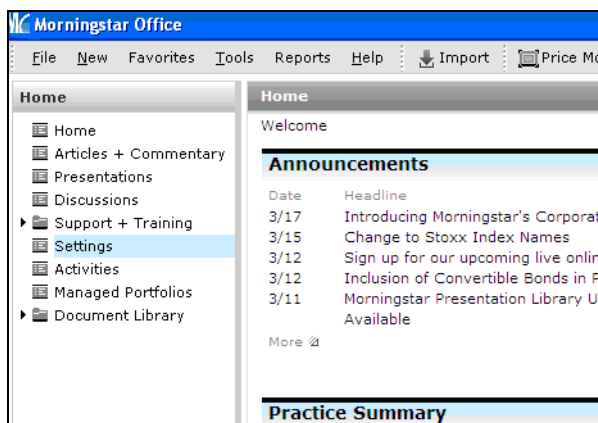 Morningstar Office
File New Favorites Tools Reports Help Import Price
Home
Home
Articles + Commentary
Presentations
Discussions
Support + Training
Settings
Activities
Managed Portfolios
Document Library
Home
Welcome
Announcements
Date Headline
3/17 Introducing Morningstar's
3/15 Change to Stoxx Index Names
3/12 Sign up for our upcoming live
3/12 Inclusion of Convertible Bonds in
3/11 Morningstar Presentation Library
Available
More
Practice Summary